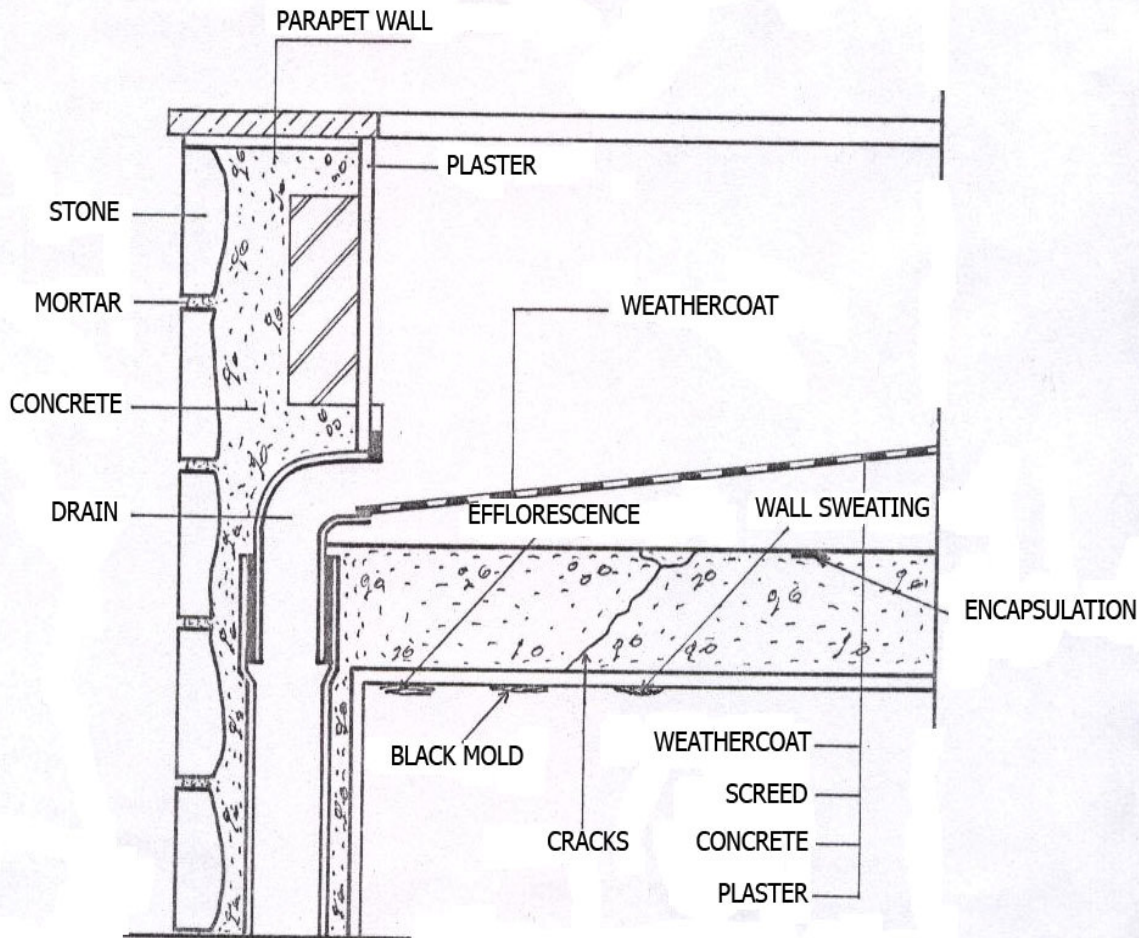 PARAPET WALL
PLASTER
STONE
MORTAR
WEATHERCOAT
CONCRETE
DRAIN
EFFLORESCENCE
WALL SWEATING
ENCAPSULATION
BLACK MOLD
CRACKS
WEATHERCOAT
SCREED
CONCRETE
PLASTER